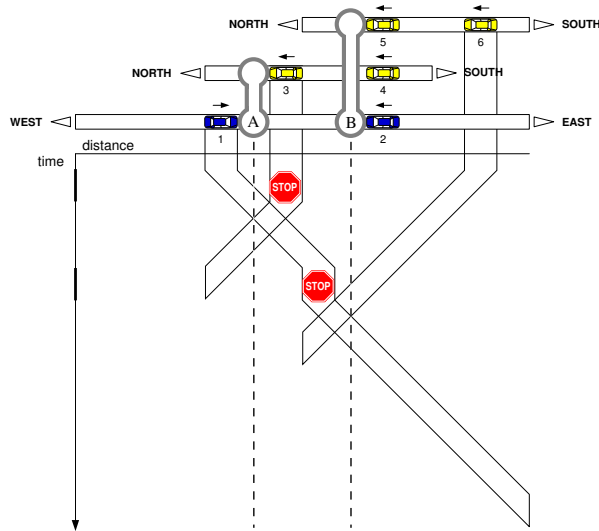 NORTH SOUTH
5 6
NORTH SOUTH
3 4
WEST A B EAST
1 2
distance
time
STOP
STOP